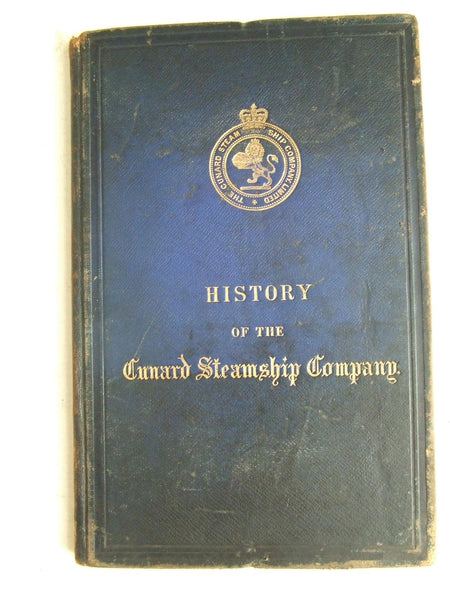 THE CUNARD STEAM SHIP COMPANY LIMITED
HISTORY
OF THE
Cunard Steamship Company.